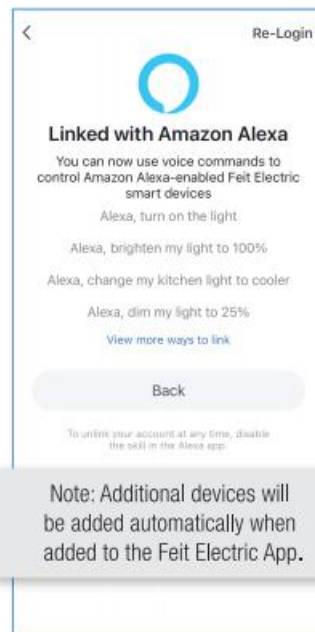 Re-Login
Linked with Amazon Alexa
You can now use voice commands to
control Amazon Alexa-enabled Feit Electric
smart devices
Alexa, turn on the light
Alexa, brighten my light to 100%
Alexa, change my kitchen light to cooler
Alexa, dim my light to 25%
View more ways to link
Back
To unlink your account at any time, disable
the skill in the Alexa app.
Note: Additional devices will
be added automatically when
added to the Feit Electric App.